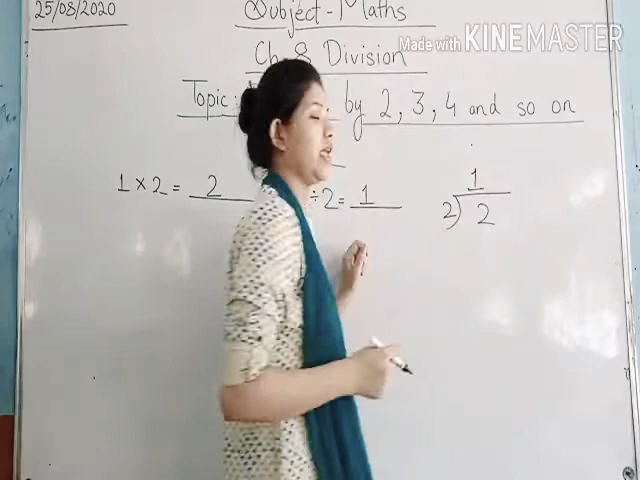 25/08/2020
Subject - Maths
Made with KINEMASTER
Ch-8 Division
Topic: by 2, 3, 4 and so on
1 × 2 = 2
÷ 2 = 1
1
2) 2